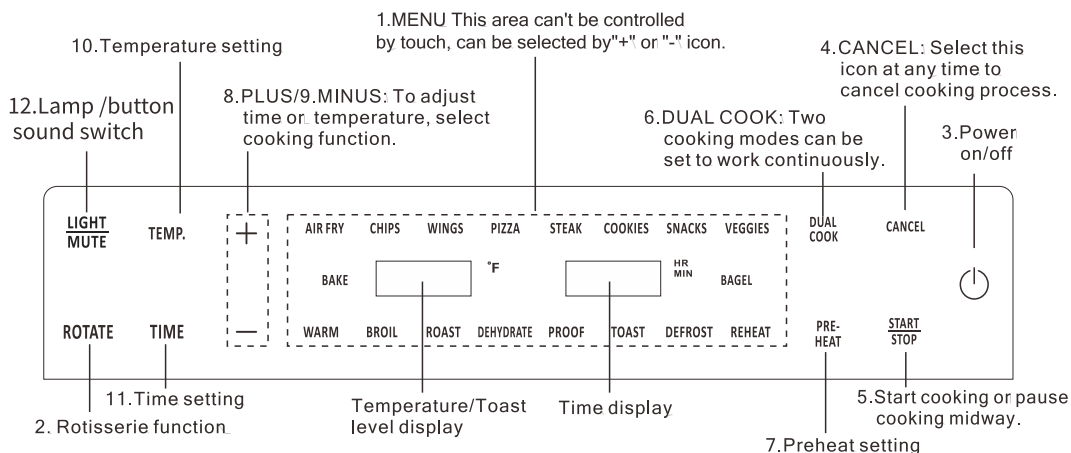 1.MENU This area can't be controlled
by touch, can be selected by"+" or "-" icon.
10.Temperature setting
4.CANCEL: Select this
icon at any time to
cancel cooking process.
12.Lamp /button
sound switch
8.PLUS/9.MINUS: To adjust
time or temperature, select
cooking function.
6.DUAL COOK: Two
cooking modes can be
set to work continuously.
3.Power
on/off
LIGHT
MUTE
TEMP.
+
AIR FRY CHIPS WINGS PIZZA STEAK COOKIES SNACKS VEGGIES
DUAL
COOK
CANCEL
BAKE
°F
HR
MIN
BAGEL
ROTATE
TIME
—
WARM BROIL ROAST DEHYDRATE PROOF TOAST DEFROST REHEAT
PRE-
HEAT
START
STOP
11.Time setting
2. Rotisserie function
Temperature/Toast
level display
Time display
5.Start cooking or pause
cooking midway.
7.Preheat setting